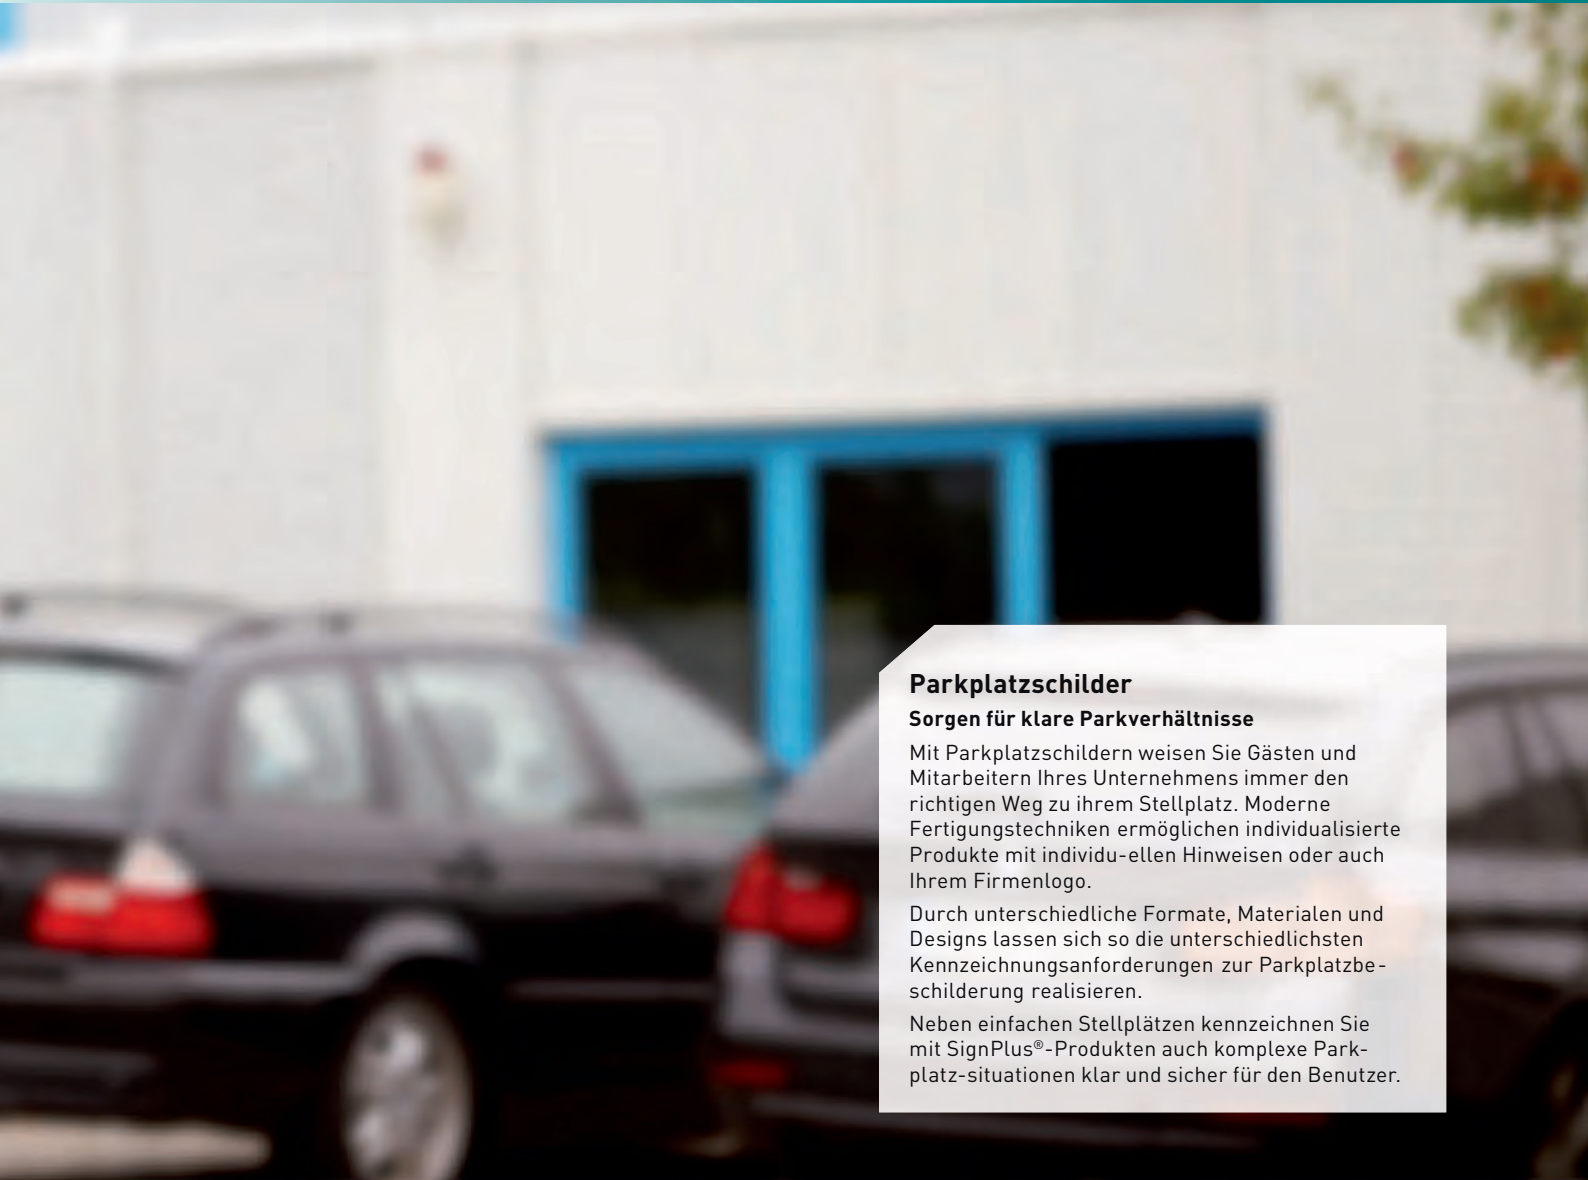 Parkplatzschilder
Sorgen für klare Parkverhältnisse
Mit Parkplatzschildern weisen Sie Gästen und
Mitarbeitern Ihres Unternehmens immer den
richtigen Weg zu ihrem Stellplatz. Moderne
Fertigungstechniken ermöglichen individualisierte
Produkte mit individu-ellen Hinweisen oder auch
Ihrem Firmenlogo.
Durch unterschiedliche Formate, Materialen und
Designs lassen sich so die unterschiedlichsten
Kennzeichnungsanforderungen zur Parkplatzbe-
schilderung realisieren.
Neben einfachen Stellplätzen kennzeichnen Sie
mit SignPlus®-Produkten auch komplexe Park-
platz-situationen klar und sicher für den Benutzer.